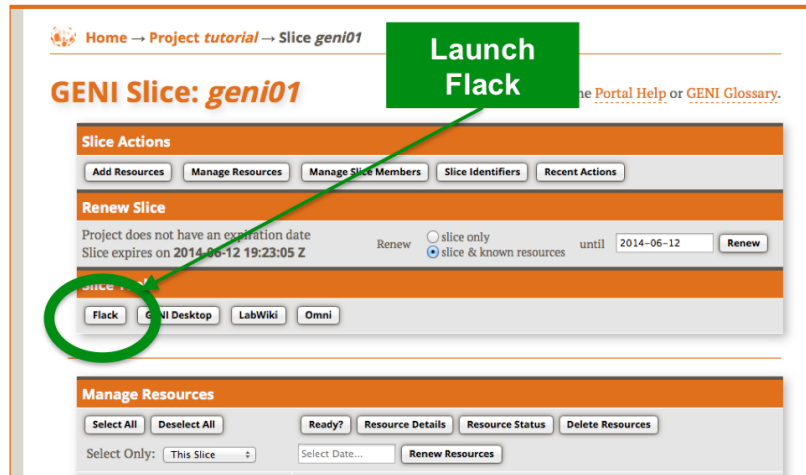 Home → Project tutorial → Slice geni01
Launch
Flack
GENI Slice: geni01
he Portal Help or GENI Glossary.
Slice Actions
Add Resources Manage Resources Manage Slice Members Slice Identifiers Recent Actions
Renew Slice
Project does not have an expiration date
Slice expires on 2014-06-12 19:23:05 Z
Renew
slice only
slice & known resources
until 2014-06-12 Renew
Slice
Flack GENI Desktop LabWiki Omni
Manage Resources
Select All Deselect All Ready? Resource Details Resource Status Delete Resources
Select Only: This Slice Select Date... Renew Resources